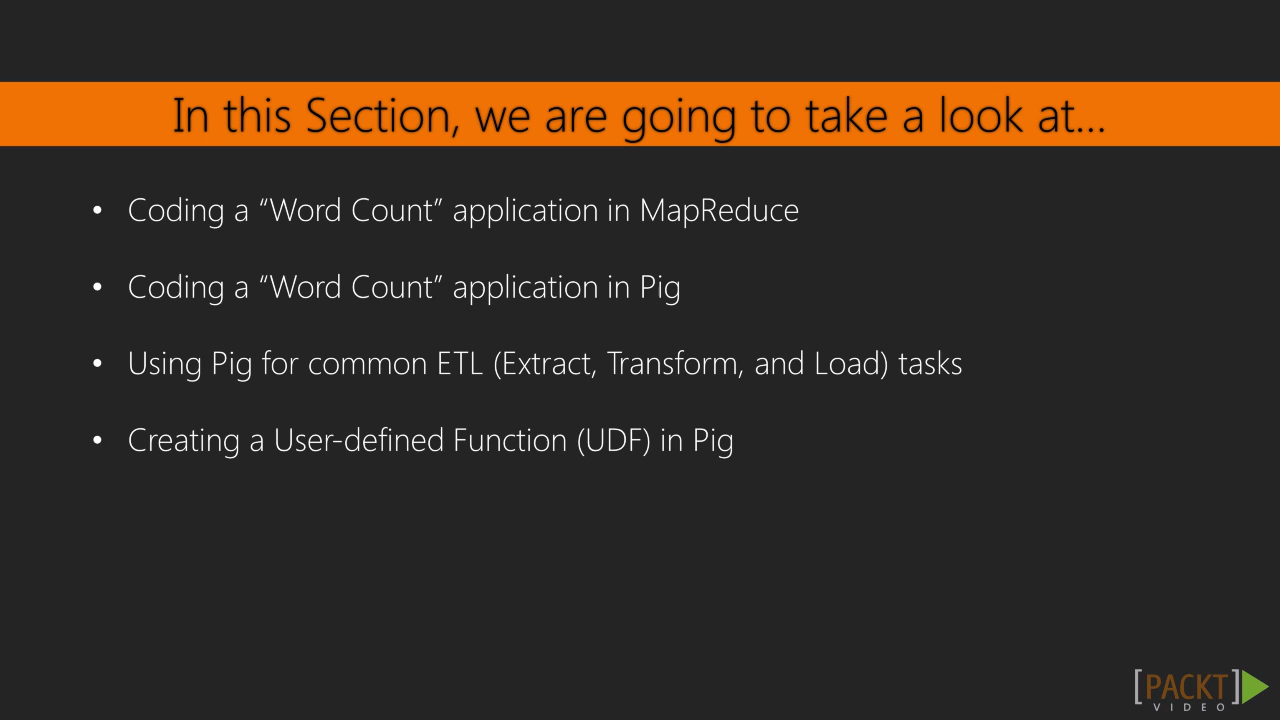 In this Section, we are going to take a look at...
• Coding a “Word Count” application in MapReduce
• Coding a “Word Count” application in Pig
• Using Pig for common ETL (Extract, Transform, and Load) tasks
• Creating a User-defined Function (UDF) in Pig
[PACKT]
VIDEO